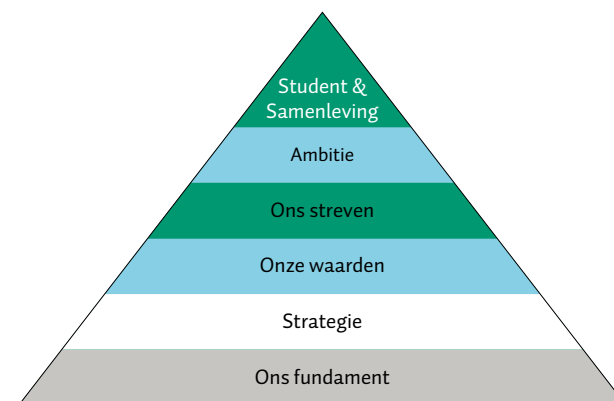 Student &
Samenleving
Ambitie
Ons streven
Onze waarden
Strategie
Ons fundament